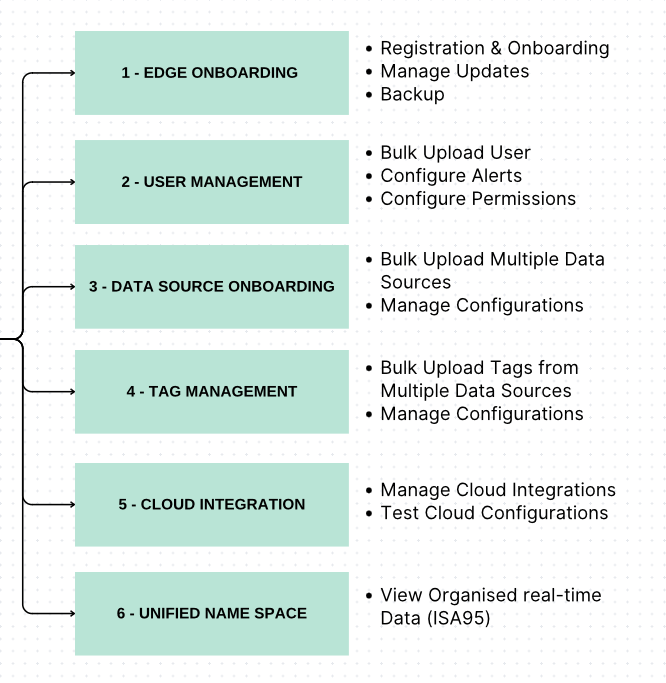 1 - EDGE ONBOARDING
• Registration & Onboarding
• Manage Updates
• Backup
2 - USER MANAGEMENT
• Bulk Upload User
• Configure Alerts
• Configure Permissions
3 - DATA SOURCE ONBOARDING
• Bulk Upload Multiple Data
Sources
• Manage Configurations
4 - TAG MANAGEMENT
• Bulk Upload Tags from
Multiple Data Sources
• Manage Configurations
5 - CLOUD INTEGRATION
• Manage Cloud Integrations
• Test Cloud Configurations
6 - UNIFIED NAME SPACE
• View Organised real-time
Data (ISA95)